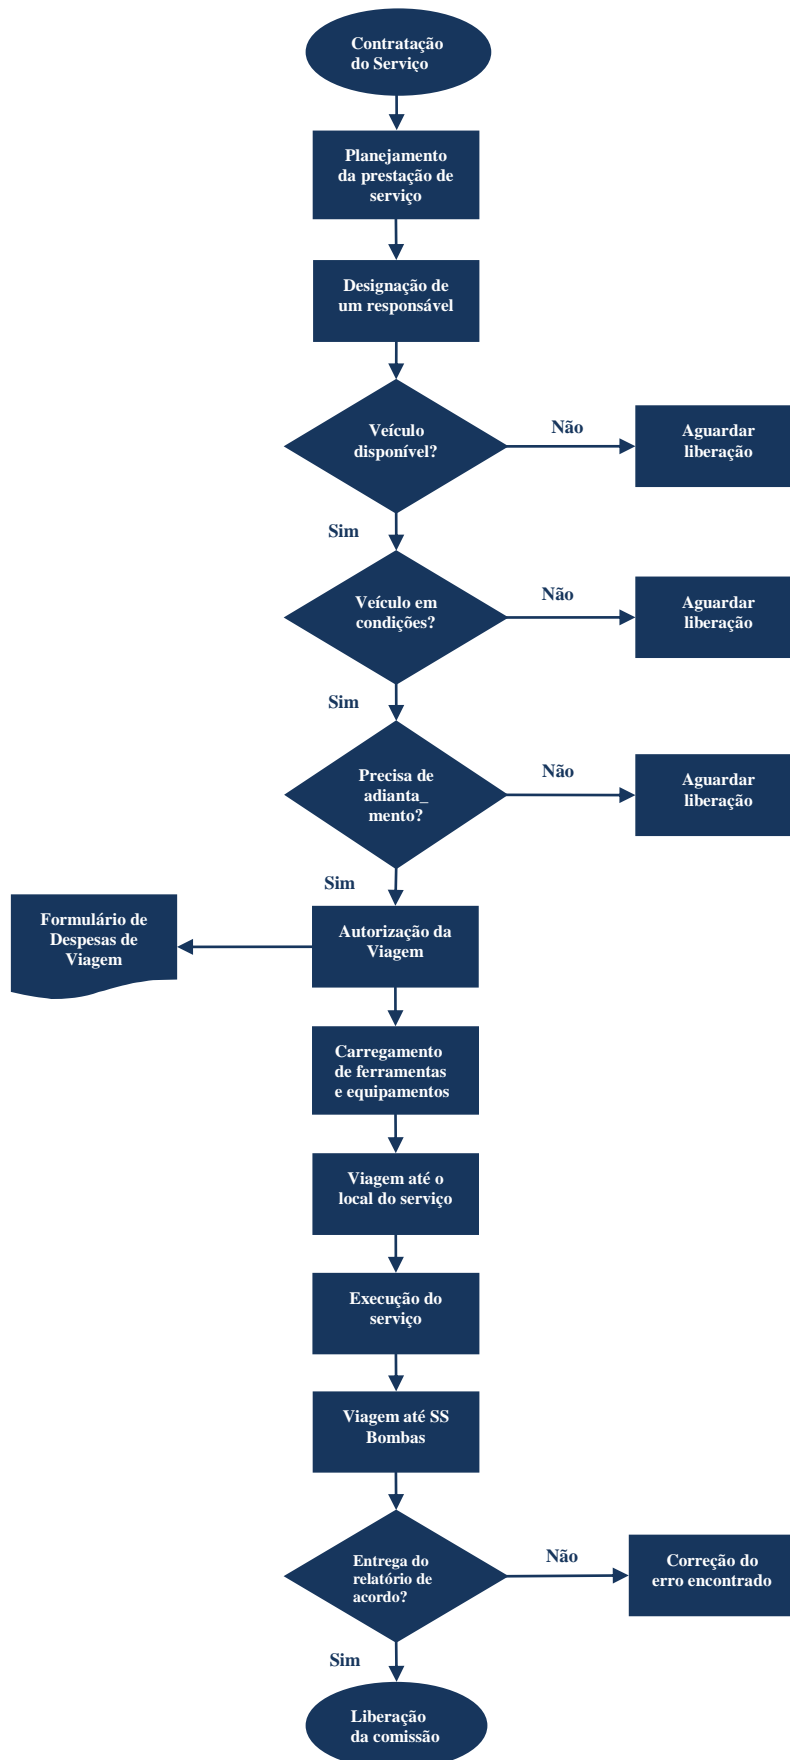 Contratação
do Serviço
Planejamento
da prestação de
serviço
Designação de
um responsável
Veículo
disponível?
Não
Aguardar
liberação
Sim
Veículo em
condições?
Não
Aguardar
liberação
Sim
Precisa de
adianta_
mento?
Não
Aguardar
liberação
Sim
Formulário de
Despesas de
Viagem
Autorização da
Viagem
Carregamento
de ferramentas
e equipamentos
Viagem até o
local do serviço
Execução do
serviço
Viagem até SS
Bombas
Entrega do
relatório de
acordo?
Não
Correção do
erro encontrado
Sim
Liberação
da comissão